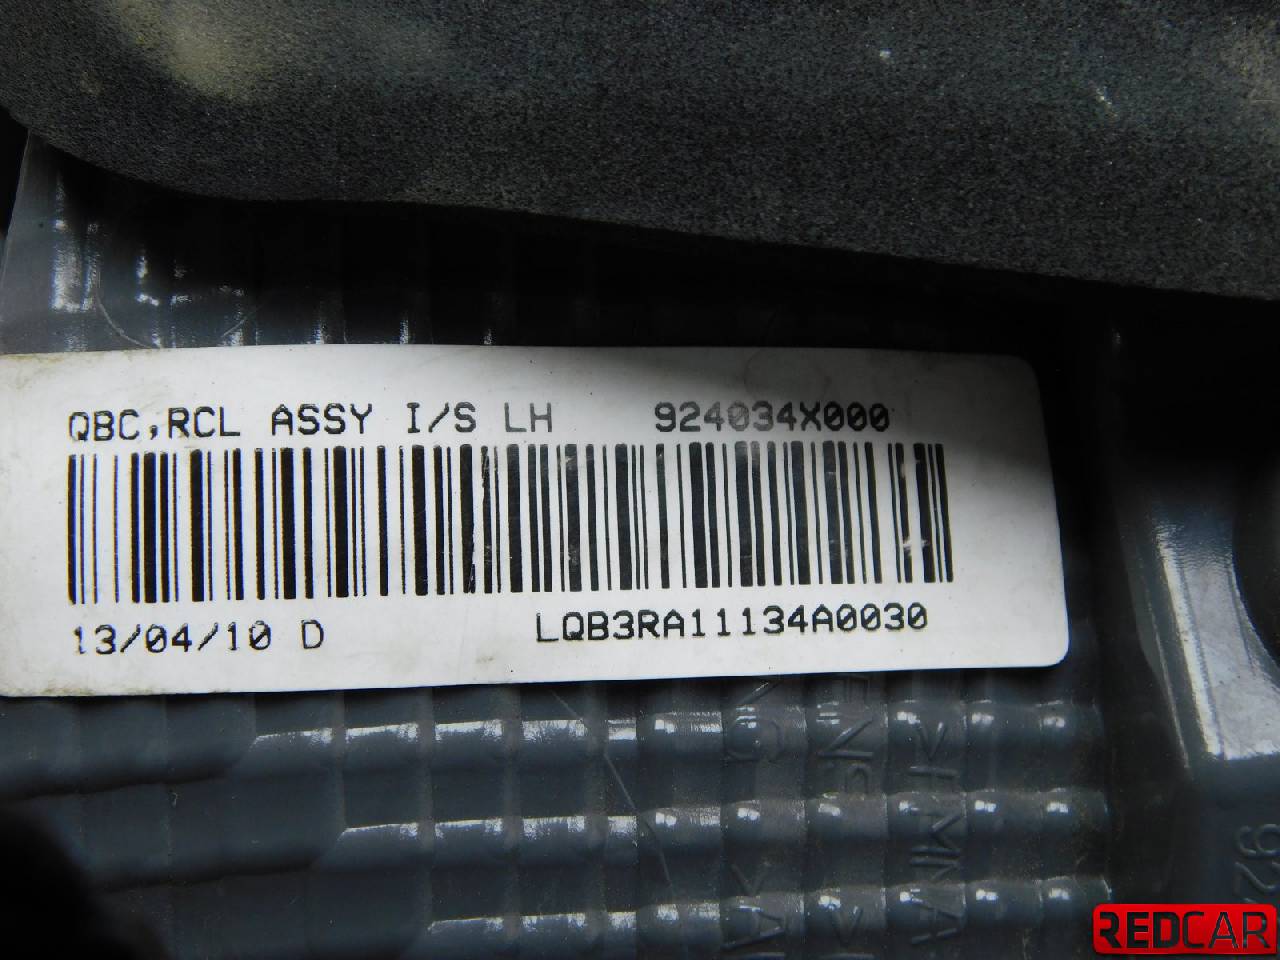 QBC,RCL ASSY I/S LH 924034X000
13/04/10 D LQB3RA11134A0030
REDCAR